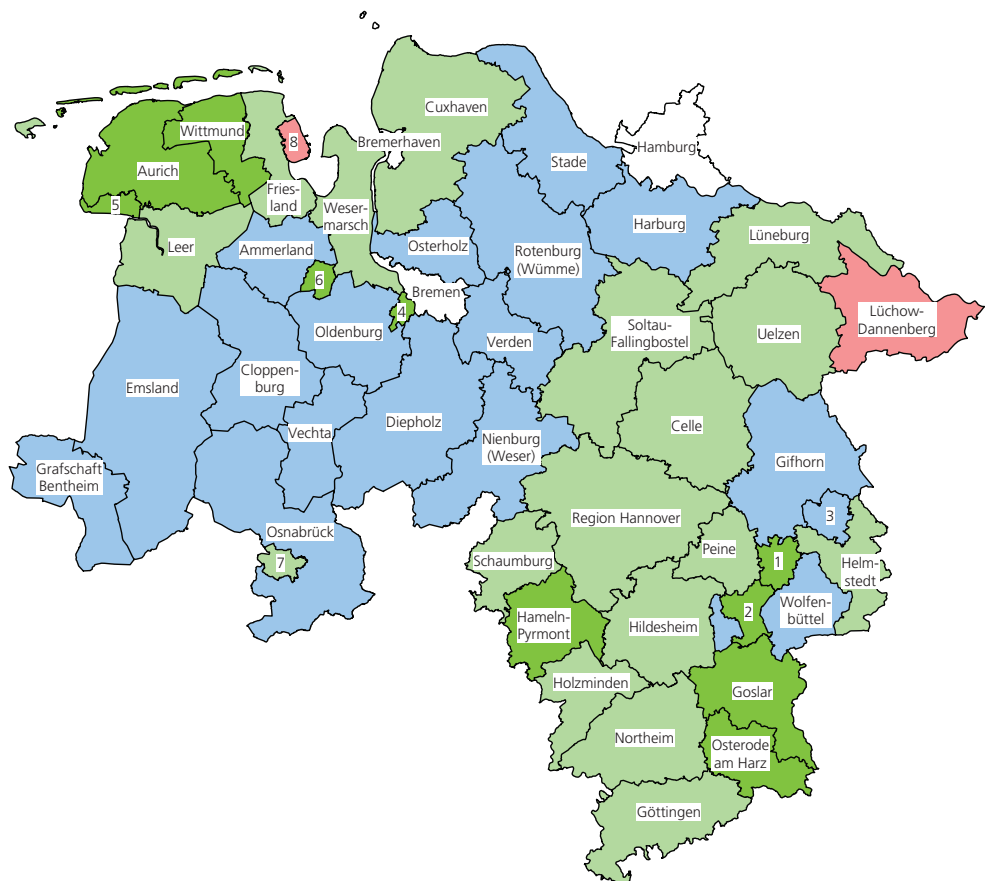 Cuxhaven
Wittmund
8
Bremerhaven
Hamburg
Stade
Aurich
5
Fries-
land
Weser-
marsch
Harburg
Lüneburg
Leer
Ammerland
Osterholz
Rotenburg
(Wümme)
6
Bremen
4
Lüchow-
Dannenberg
Oldenburg
Verden
Soltau-
Fallingbostel
Uelzen
Emsland
Cloppen-
burg
Vechta
Diepholz
Nienburg
(Weser)
Celle
Grafschaft
Bentheim
Gifhorn
Osnabrück
Region Hannover
3
7
Schaumburg
Peine
1
Helm-
stedt
Hameln-
Pyrmont
Hildesheim
2
Wolfen-
büttel
Holzminden
Goslar
Northeim
Osterode
am Harz
Göttingen